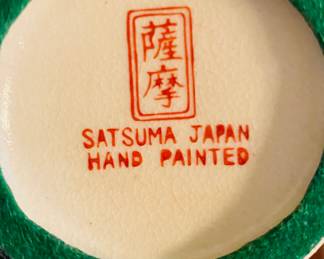 薩
摩
SATSUMA JAPAN
HAND PAINTED